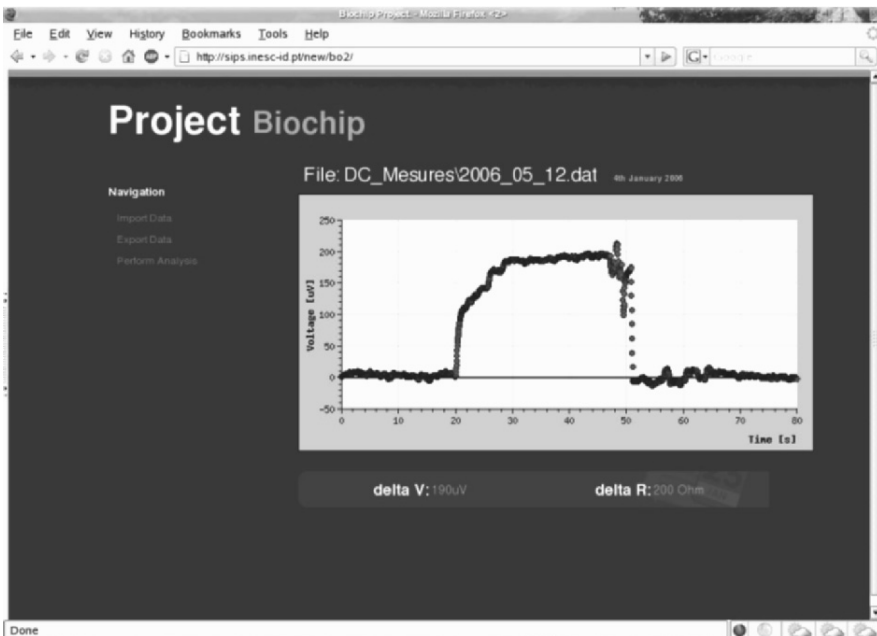 Biochip Project - Mozilla Firefox <2>
File Edit View History Bookmarks Tools Help
ABP http://sips.inesc-id.pt/new/bo2/ G Google
Project Biochip
File: DC_Mesures\2006_05_12.dat 4th January 2006
Navigation
Import Data
Export Data
Perform Analysis
250
200
150
100
50
0
-50
Voltage [uV]
0 10 20 30 40 50 60 70 80
Time [s]
delta V: 190uV delta R: 200 Ohm
Done